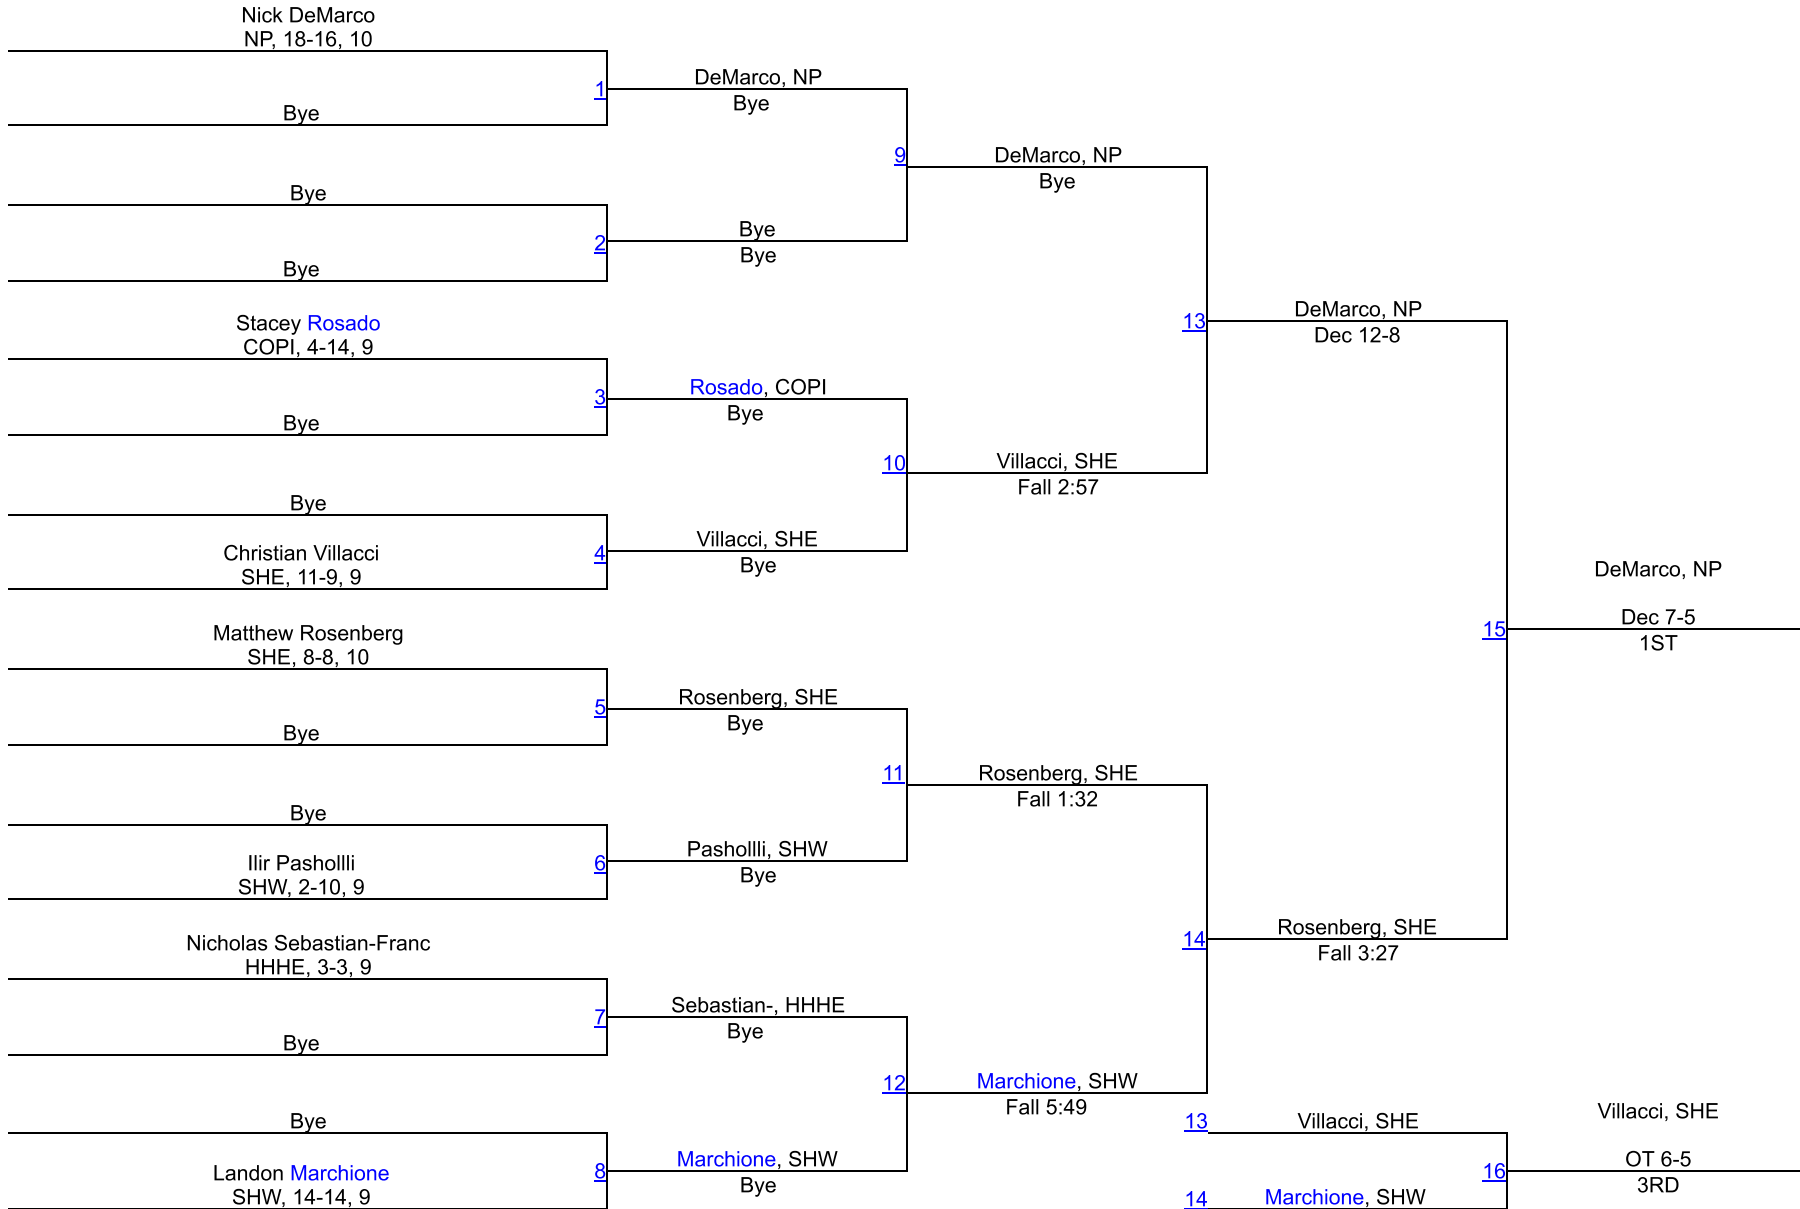 Nick DeMarco
NP, 18-16, 10
1
Bye
Bye
2
Bye
Stacey Rosado
COPI, 4-14, 9
3
Bye
Bye
4
Christian Villacci
SHE, 11-9, 9
Matthew Rosenberg
SHE, 8-8, 10
5
Bye
Bye
6
Ilir Pashollli
SHW, 2-10, 9
Nicholas Sebastian-Franc
HHHE, 3-3, 9
7
Bye
Bye
8
Landon Marchione
SHW, 14-14, 9
DeMarco, NP
Bye
9
Bye
Bye
Rosado, COPI
Bye
10
Villacci, SHE
Bye
Rosenberg, SHE
Bye
11
Pashollli, SHW
Bye
Sebastian-, HHHE
Bye
12
Marchione, SHW
Bye
DeMarco, NP
Bye
13
Villacci, SHE
Fall 2:57
Rosenberg, SHE
Fall 1:32
14
Marchione, SHW
Fall 5:49
DeMarco, NP
Dec 12-8
15
Rosenberg, SHE
Fall 3:27
DeMarco, NP
Dec 7-5
1ST
13
Villacci, SHE
16
14
Marchione, SHW
Villacci, SHE
OT 6-5
3RD